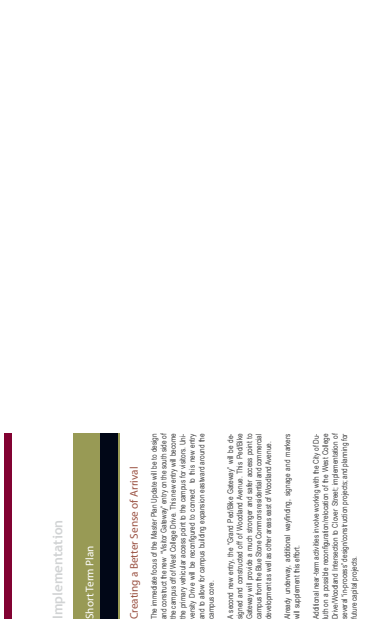 Implementation
Short Term Plan
Creating a Better Sense of Arrival
The immediate focus of the Master Plan Update will be to design
and construct the new "Visitor Gateway" entry on the south side of
the campus off of West College Drive. This new entry will become
the primary vehicular access point to the campus for visitors. Uni-
versity Drive will be reconfigured to connect to this new entry
and to allow for campus building expansion eastward around the
campus core.
A second new entry, the "Grand Ped/Bike Gateway" will be de-
signed and constructed off of Woodland Avenue. This Ped/Bike
Gateway will provide a much stronger and safer access point to
campus from the Blue Stone Commons residential and commercial
development as well as other areas east of Woodland Avenue.
Already underway, additional wayfinding, signage and markers
will supplement this effort.
Additional near-term activities involve working with the City of Du-
luth on a possible reconfiguration/relocation of the West College
Drive/Woodland Intersection to Clover Street; implementation of
several 'in-process' design/construction projects; and planning for
future capital projects.